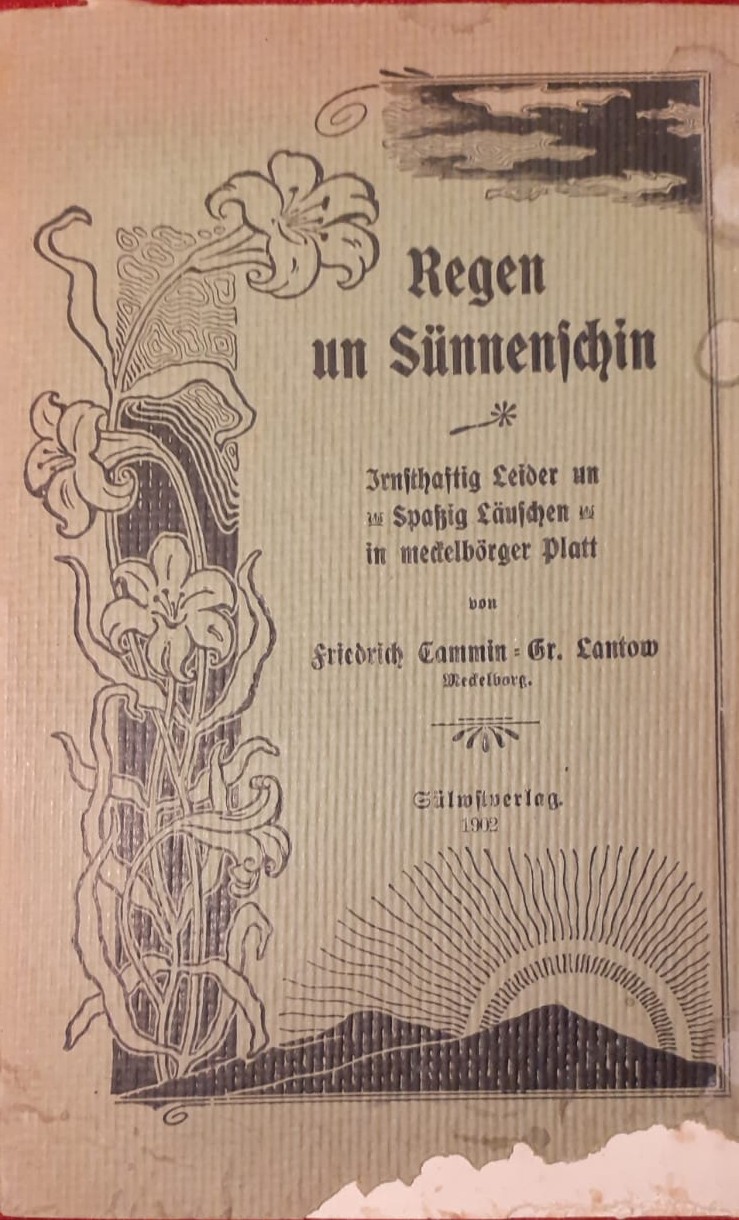 Regen
un Sünnenschin
Irnsthaftig Leider un
Spaßig Läuschen
in meckelbörger Platt
von
Friedrich Cammin = Gr. Lantow
Meckelborg.
Sülwstverlag.
1902